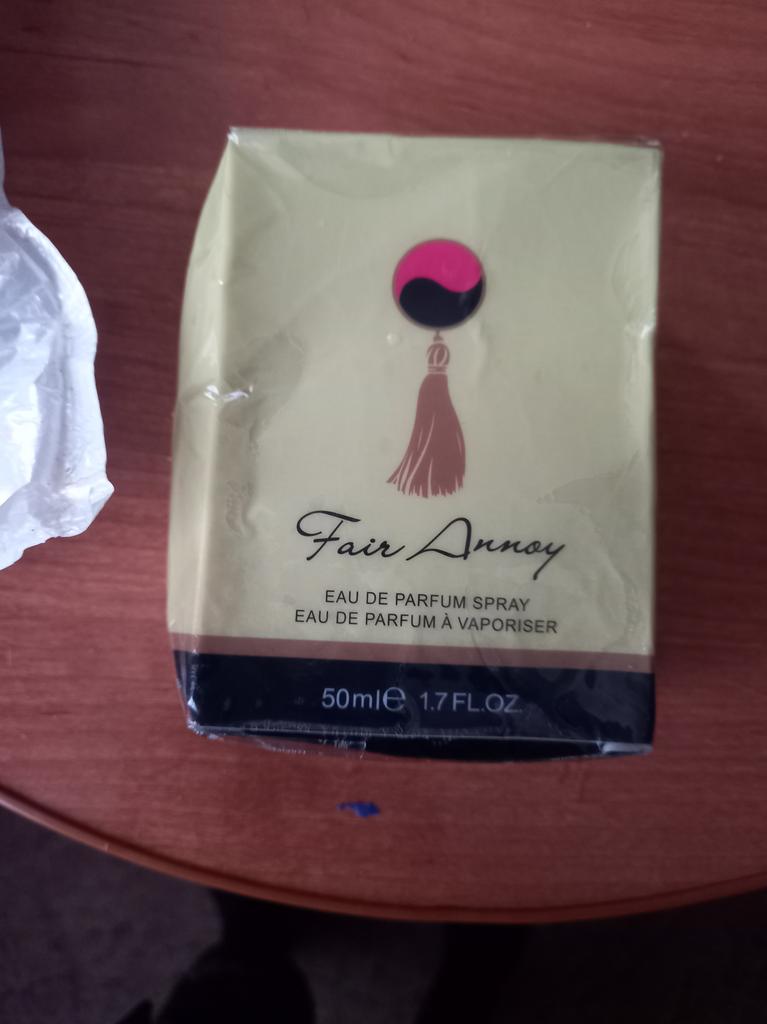 Fair Annoy
EAU DE PARFUM SPRAY
EAU DE PARFUM À VAPORISER
50ml℮ 1.7 FL.OZ.